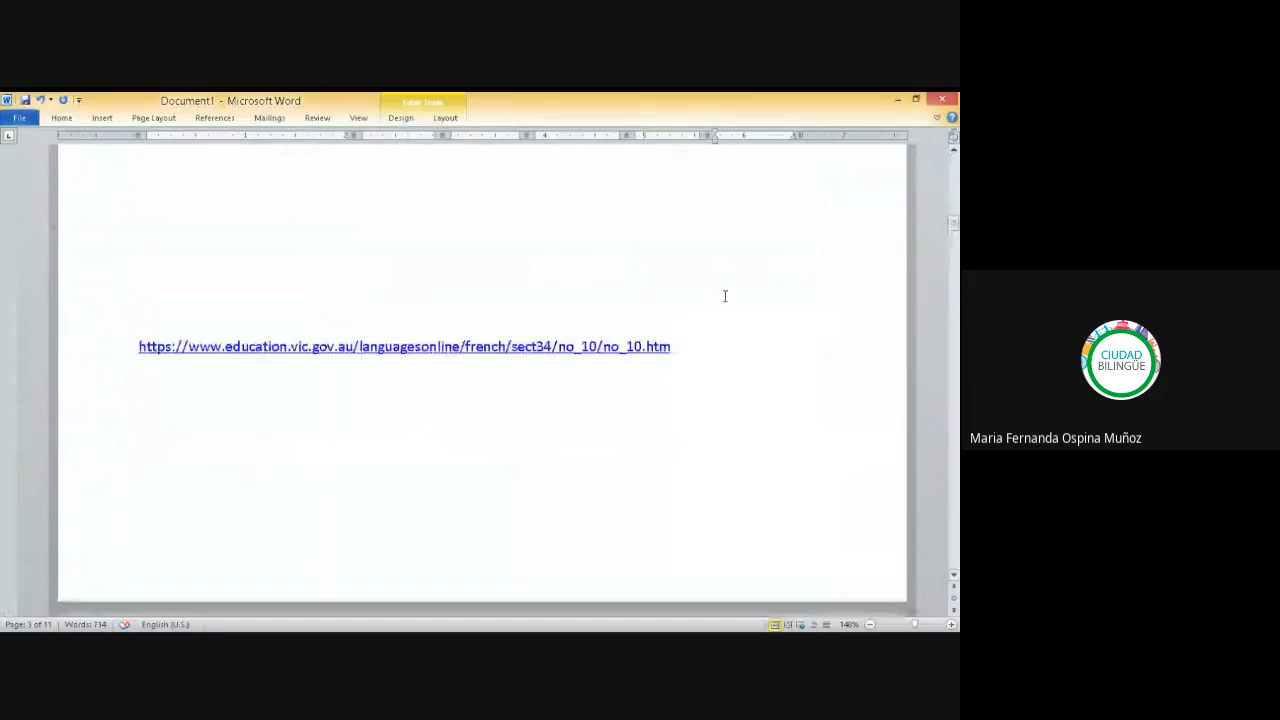 Document1 - Microsoft Word
Table Tools
File Home Insert Page Layout References Mailings Review View Design Layout
https://www.education.vic.gov.au/languagesonline/french/sect34/no_10/no_10.htm
CIUDAD
BILINGÜE
Maria Fernanda Ospina Muñoz
Page: 3 of 11 Words: 714 English (U.S.) 148%